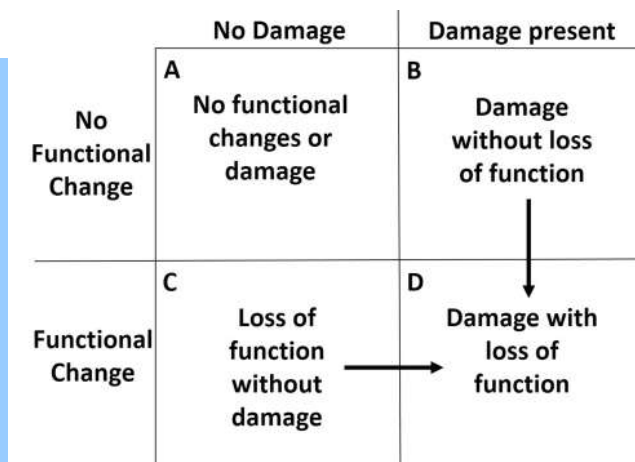 No Damage
Damage present
No
Functional
Change
A
No functional
changes or
damage
B
Damage
without loss
of function
Functional
Change
C
Loss of
function
without
damage
D
Damage with
loss of
function